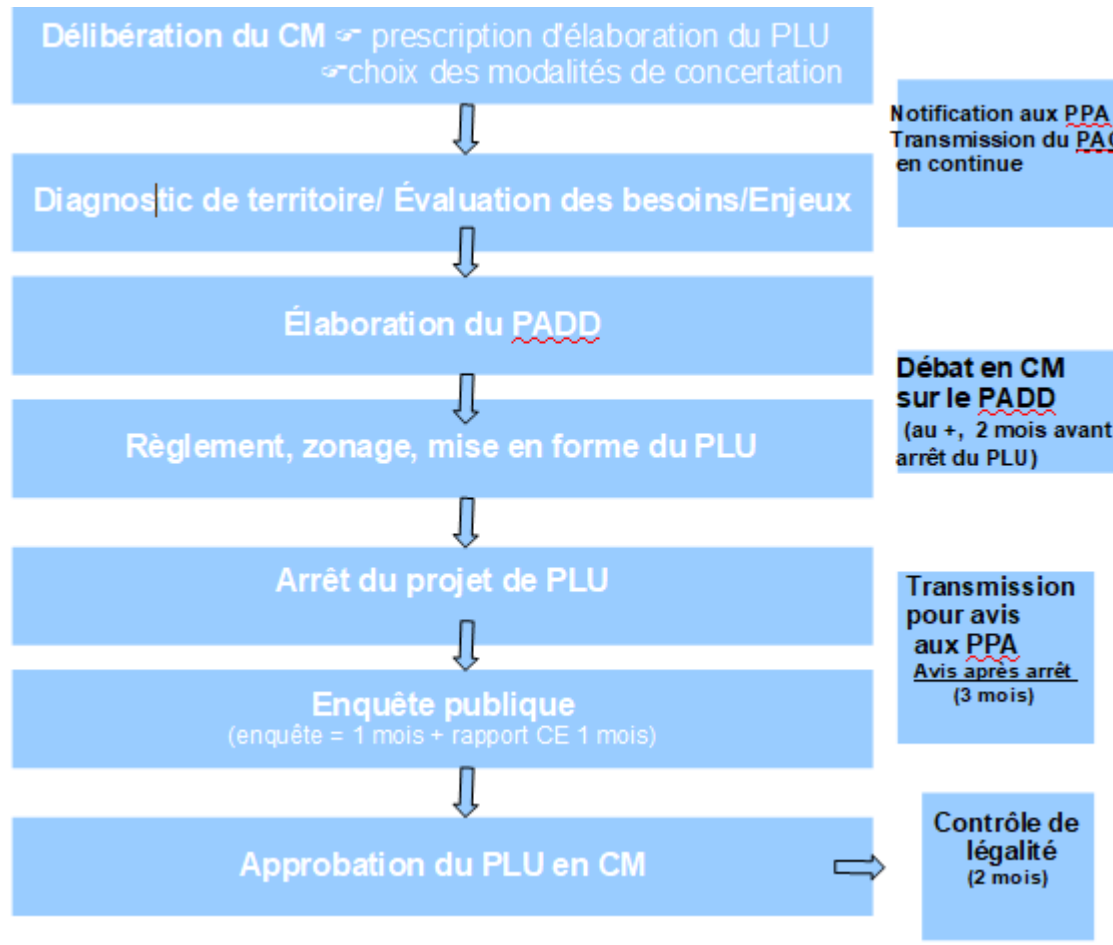 Délibération du CM ☞ prescription d'élaboration du PLU
☞choix des modalités de concertation
Notification aux PPA
Transmission du PAC
en continue
Diagnostic de territoire/ Évaluation des besoins/Enjeux
Élaboration du PADD
Débat en CM
sur le PADD
(au +, 2 mois avant
arrêt du PLU)
Règlement, zonage, mise en forme du PLU
Arrêt du projet de PLU
Transmission
pour avis
aux PPA
Avis après arrêt
(3 mois)
Enquête publique
(enquête = 1 mois + rapport CE 1 mois)
Approbation du PLU en CM
Contrôle de
légalité
(2 mois)